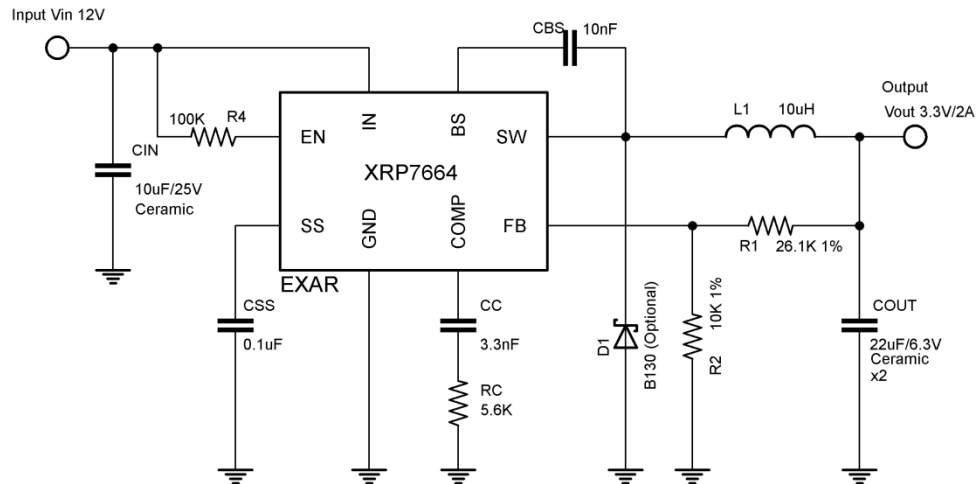 Input Vin 12V
CBS
10nF
Output
Vout 3.3V/2A
L1
10uH
100K
R4
EN
IN
BS
SW
CIN
10uF/25V
Ceramic
XRP7664
SS
GND
COMP
FB
R1
26.1K 1%
EXAR
CSS
0.1uF
CC
3.3nF
RC
5.6K
D1
B130 (Optional)
R2
10K 1%
COUT
22uF/6.3V
Ceramic
x2